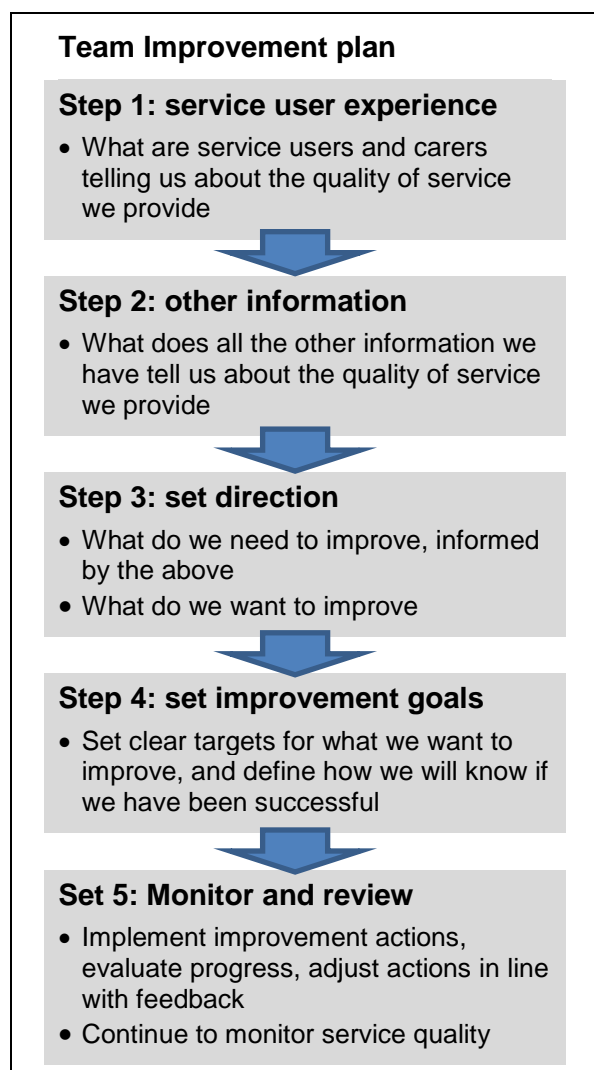 Team Improvement plan
Step 1: service user experience
• What are service users and carers
telling us about the quality of service
we provide
Step 2: other information
• What does all the other information we
have tell us about the quality of service
we provide
Step 3: set direction
• What do we need to improve, informed
by the above
• What do we want to improve
Step 4: set improvement goals
• Set clear targets for what we want to
improve, and define how we will know if
we have been successful
Set 5: Monitor and review
• Implement improvement actions,
evaluate progress, adjust actions in line
with feedback
• Continue to monitor service quality